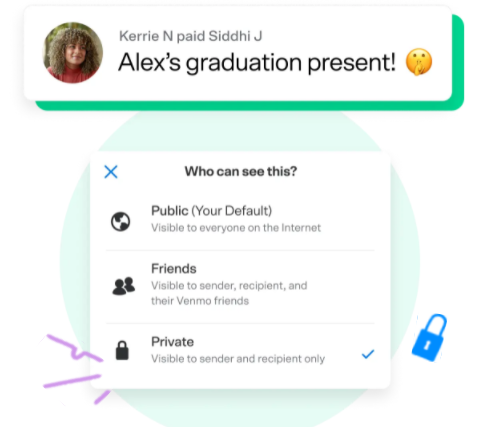 Kerrie N paid Siddhi J
Alex's graduation present! 🤫
Who can see this?
Public (Your Default)
Visible to everyone on the Internet
Friends
Visible to sender, recipient, and
their Venmo friends
Private
Visible to sender and recipient only